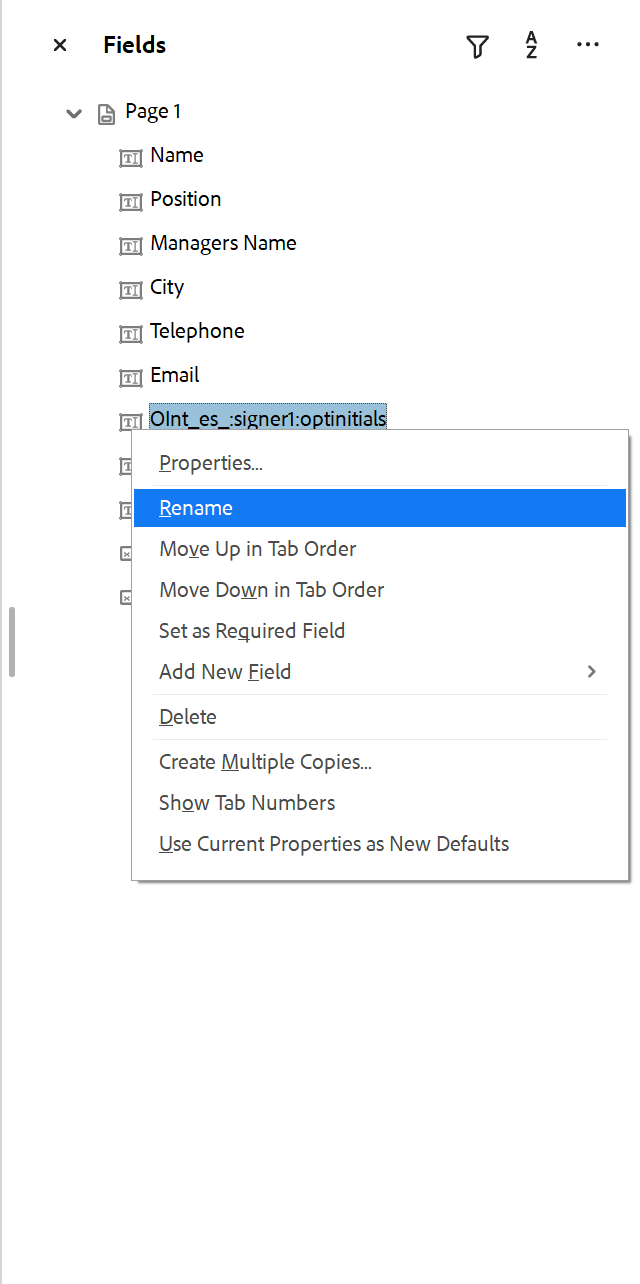 Fields
A
Z
Page 1
Name
Position
Managers Name
City
Telephone
Email
OInt_es_:signer1:optinitials
Properties...
Rename
Move Up in Tab Order
Move Down in Tab Order
Set as Required Field
Add New Field
Delete
Create Multiple Copies...
Show Tab Numbers
Use Current Properties as New Defaults